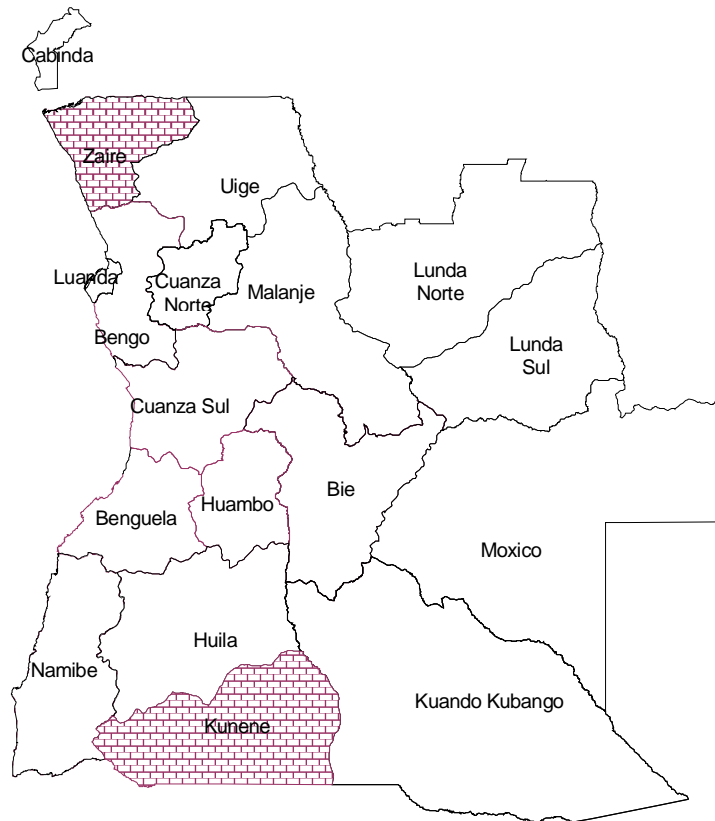 Cabinda
Zaire
Uige
Luanda
Cuanza
Norte
Malanje
Lunda
Norte
Bengo
Lunda
Sul
Cuanza Sul
Bie
Huambo
Benguela
Moxico
Huila
Namibe
Kuando Kubango
Kunene